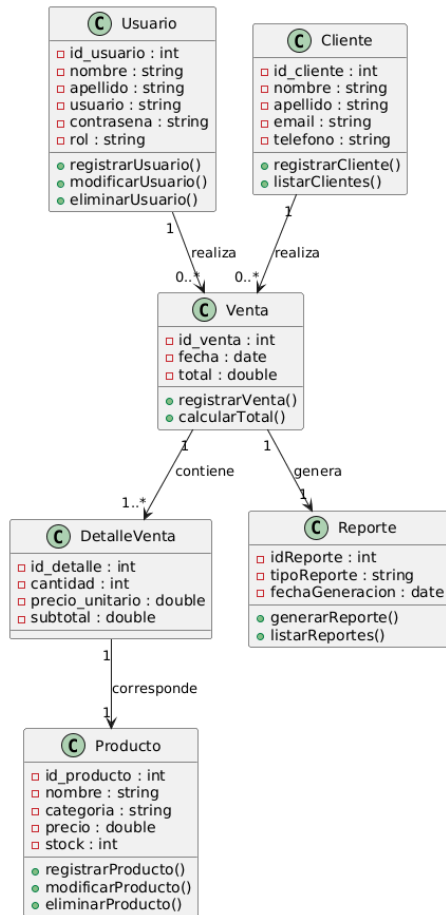 C Usuario
id_usuario : int
nombre : string
apellido : string
usuario : string
contrasena : string
rol : string
registrarUsuario()
modificarUsuario()
eliminarUsuario()
C Cliente
id_cliente : int
nombre : string
apellido : string
email : string
telefono : string
registrarCliente()
listarClientes()
1
realiza
0..*
1
realiza
0..*
C Venta
id_venta : int
fecha : date
total : double
registrarVenta()
calcularTotal()
1
contiene
1..*
1
genera
1
C DetalleVenta
id_detalle : int
cantidad : int
precio_unitario : double
subtotal : double
C Reporte
idReporte : int
tipoReporte : string
fechaGeneracion : date
generarReporte()
listarReportes()
1
corresponde
1
C Producto
id_producto : int
nombre : string
categoria : string
precio : double
stock : int
registrarProducto()
modificarProducto()
eliminarProducto()